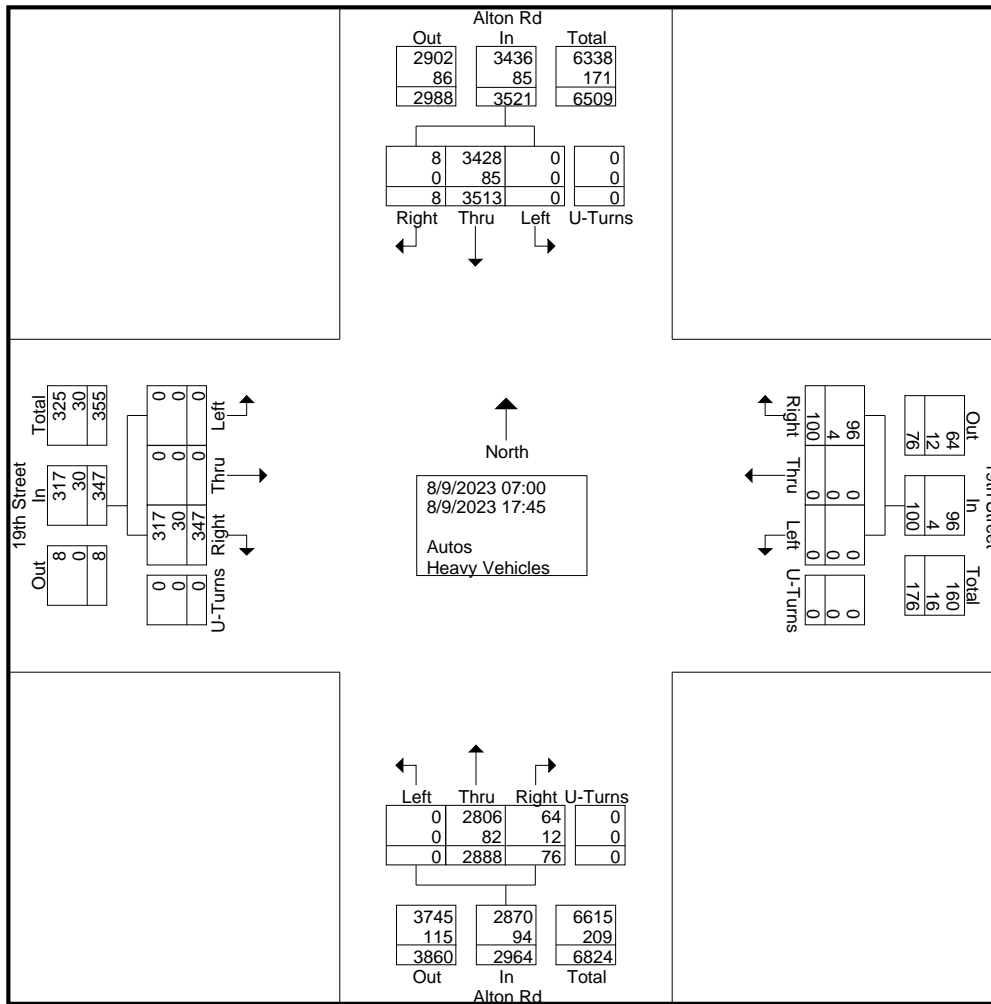 Alton Rd
Out In Total
2902 3436 6338
86 85 171
2988 3521 6509
8 3428 0 0
0 85 0 0
8 3513 0 0
Right Thru Left U-Turns
19th Street
Total In Out
325 317 8
30 30 0
355 347 8
0 0 317 0
0 0 30 0
0 0 347 0
Left Thru Right U-Turns
North
8/9/2023 07:00
8/9/2023 17:45
Autos
Heavy Vehicles
Right Thru Left U-Turns
96 0 0 0
4 0 0 0
100 0 0 0
Out In Total
64 96 160
12 4 16
76 100 176
Left Thru Right U-Turns
0 2806 64 0
0 82 12 0
0 2888 76 0
3745 2870 6615
115 94 209
3860 2964 6824
Out In Total
Alton Rd